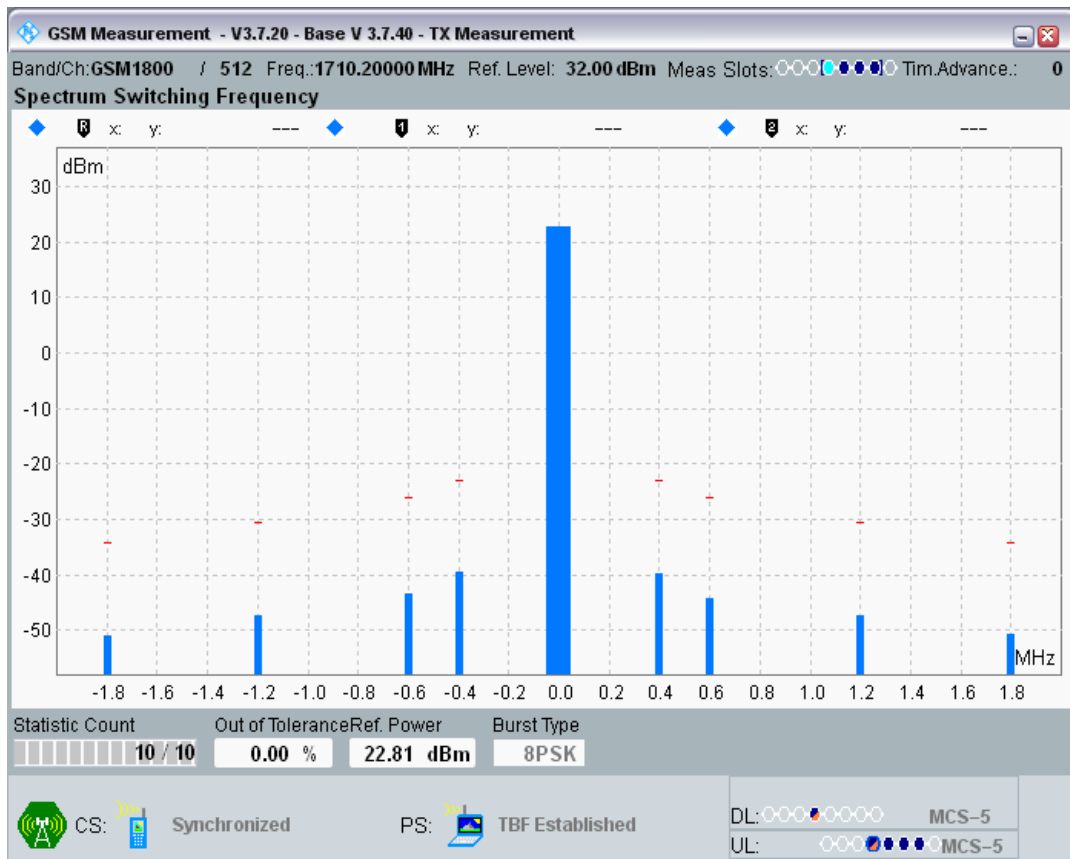 GSM Measurement - V3.7.20 - Base V 3.7.40 - TX Measurement
Band/Ch:GSM1800 / 512 Freq.:1710.20000 MHz Ref. Level: 32.00 dBm Meas Slots: Tim.Advance.: 0
Spectrum Switching Frequency
R x: y: --- 1 x: y: --- 2 x: y: ---
dBm
30
20
10
0
-10
-20
-30
-40
-50
MHz
-1.8 -1.6 -1.4 -1.2 -1.0 -0.8 -0.6 -0.4 -0.2 0.0 0.2 0.4 0.6 0.8 1.0 1.2 1.4 1.6 1.8
Statistic Count Out of Tolerance Ref. Power Burst Type
10 / 10 0.00 % 22.81 dBm 8PSK
CS: Synchronized PS: TBF Established
DL: MCS-5
UL: MCS-5